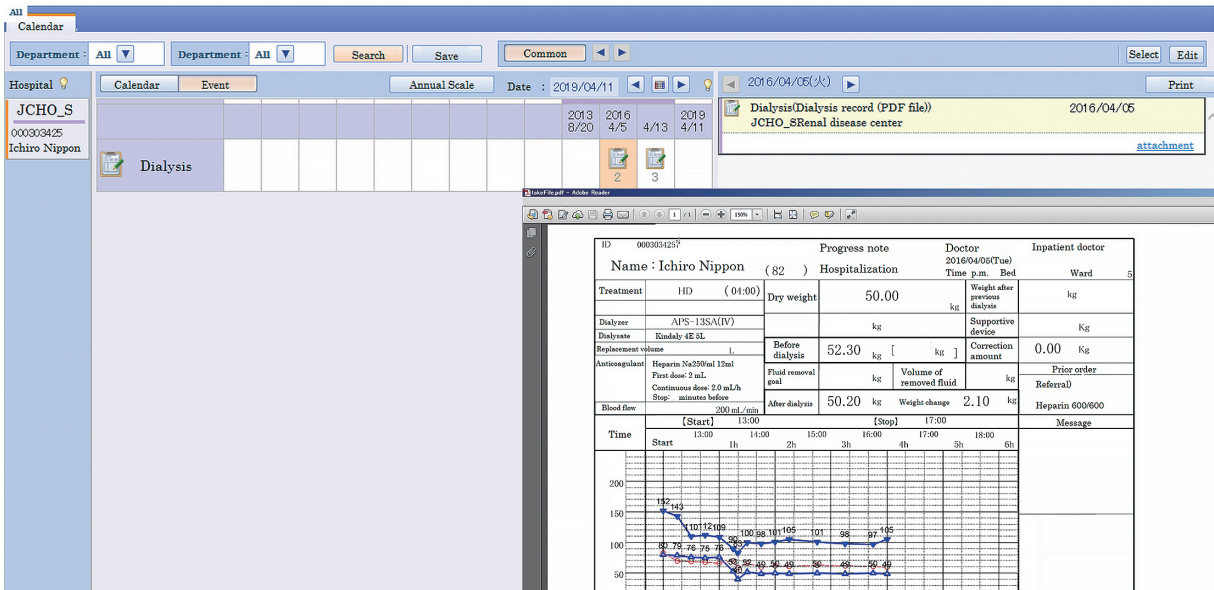 All
Calendar
Department : All Department : All Search Save Common Select Edit
Hospital Calendar Event Annual Scale Date : 2019/04/11 2016/04/05(火) Print
JCHO_S
000303425
Ichiro Nippon
2013 2016 2019
8/20 4/5 4/13 4/11
Dialysis
2 3
Dialysis(Dialysis record (PDF file)) 2016/04/05
JCHO_SRenal disease center
attachment
takeFile.pdf - Adobe Reader
1 / 1 150%
ID 000303425? Progress note Doctor Inpatient doctor
2016/04/05(Tue)
Name : Ichiro Nippon (82 ) Hospitalization Time p.m. Bed Ward 5
Treatment HD (04:00) Dry weight 50.00 kg Weight after previous dialysis kg
Dialyzer APS-13SA(IV) kg Supportive device Kg
Dialysate Kindaly 4E 5L
Replacement volume L Before dialysis 52.30 kg [ kg ] Correction amount 0.00 Kg
Anticoagulant Heparin Na250/ml 12ml
First dose: 2 mL
Continuous dose: 2.0 mL/h
Stop: . minutes before
Fluid removal goal kg Volume of removed fluid kg Prior order
Referral)
Heparin 600/600
Blood flow 200 mL/min After dialysis 50.20 kg Weight change 2.10 kg
【Start】 13:00 【Stop】 17:00 Message
Time 13:00 14:00 15:00 16:00 17:00 18:00
Start 1h 2h 3h 4h 5h 6h
200
152 143
150
110 112 109 90 83 100 98 101 105 101 98 97 105
100
80 79 76 75 76 52 49 50 49 50 49 50 49
50